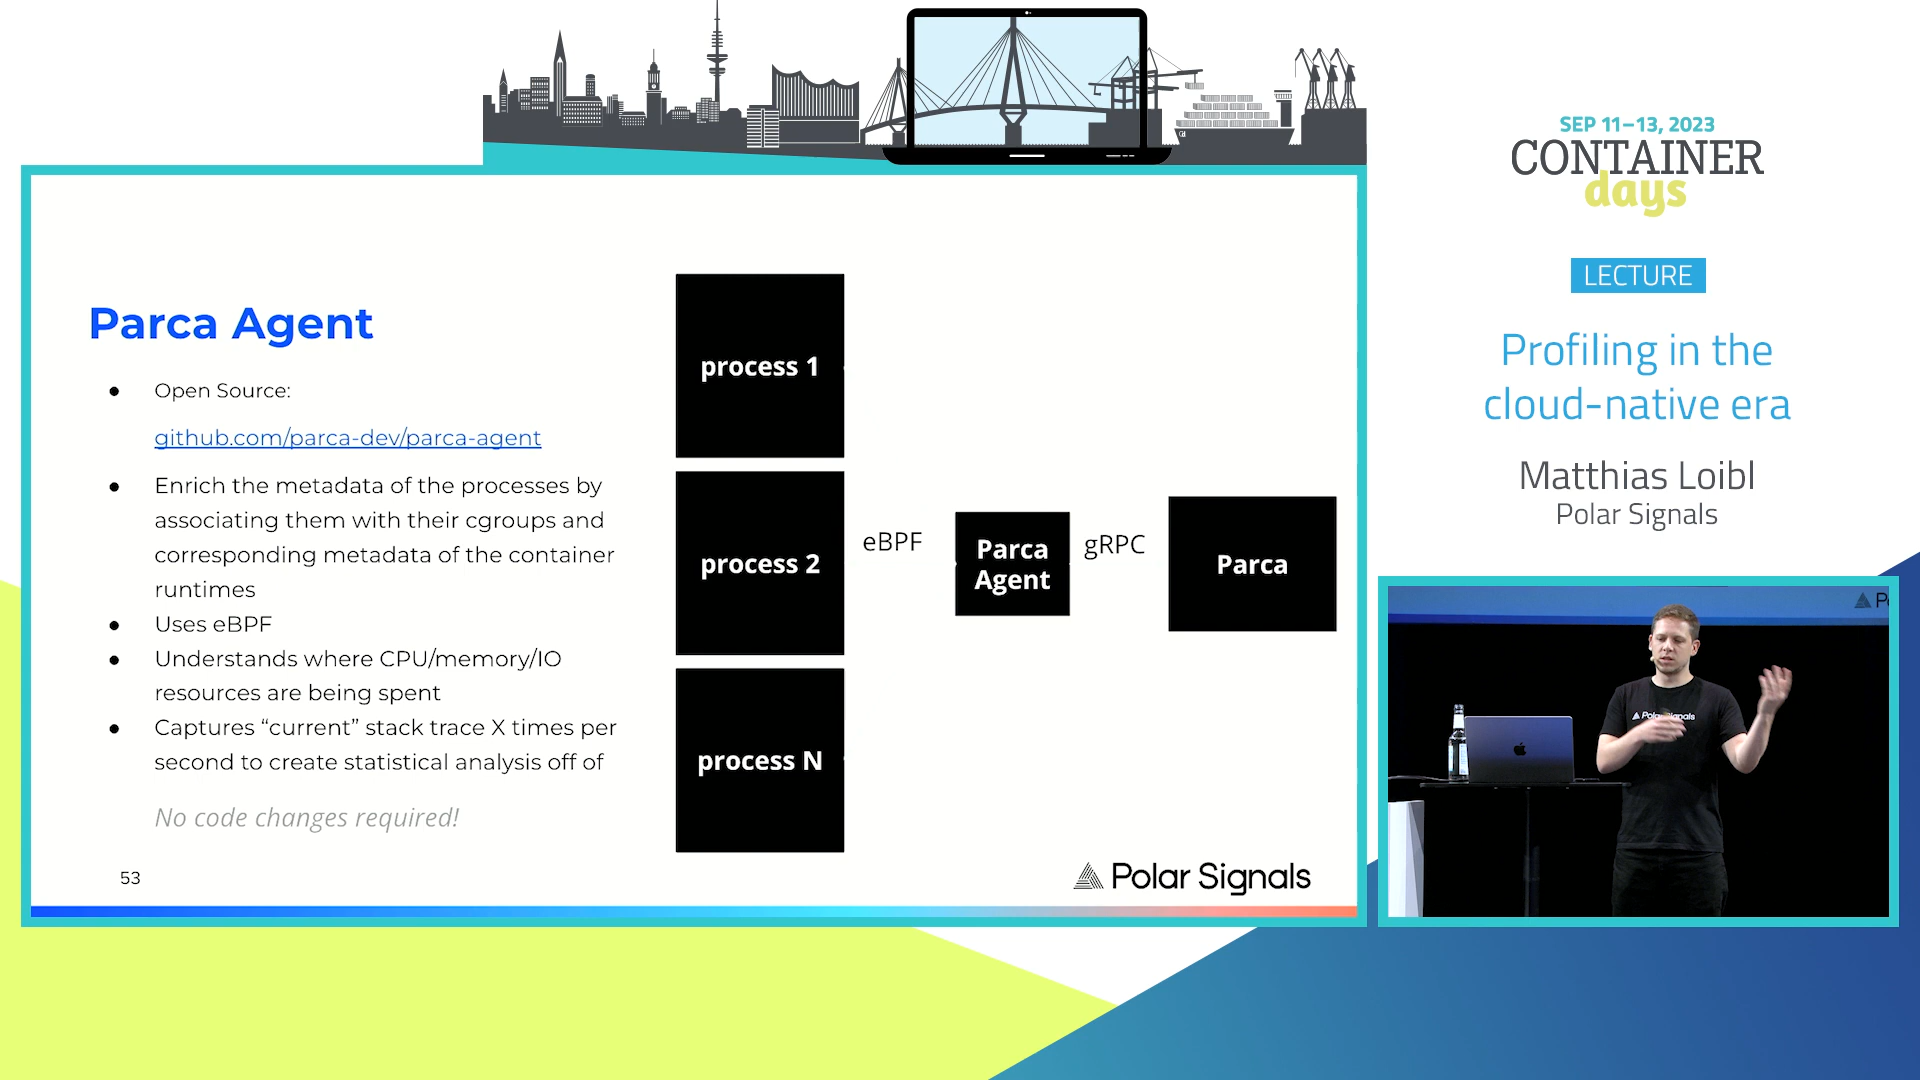 SEP 11–13, 2023
CONTAINER
days
LECTURE
Profiling in the
cloud-native era
Matthias Loibl
Polar Signals
Parca Agent
● Open Source:
github.com/parca-dev/parca-agent
● Enrich the metadata of the processes by
associating them with their cgroups and
corresponding metadata of the container
runtimes
● Uses eBPF
● Understands where CPU/memory/IO
resources are being spent
● Captures “current” stack trace X times per
second to create statistical analysis off of
No code changes required!
53
process 1
process 2
process N
eBPF
Parca
Agent
gRPC
Parca
Polar Signals
Polar Signals